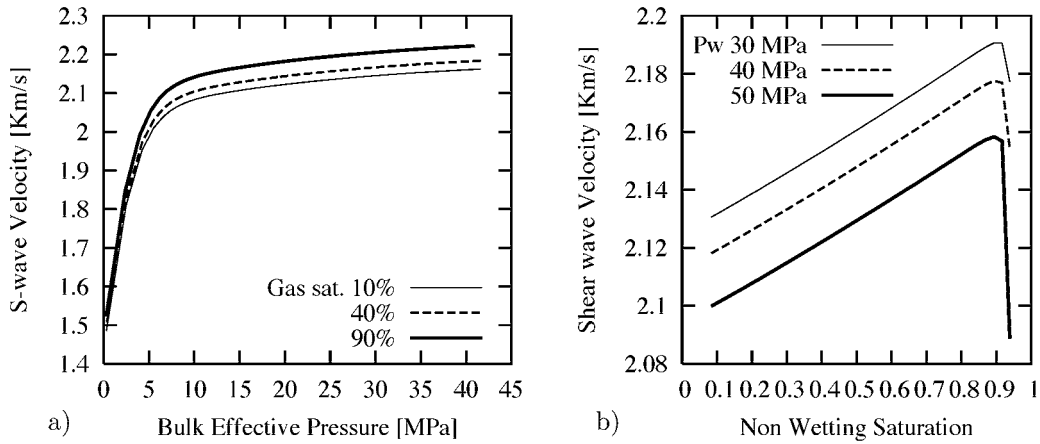 2.3
2.2
2.1
2
1.9
1.8
1.7
1.6
1.5
1.4
S-wave Velocity [Km/s]
Gas sat. 10%
40%
90%
0 5 10 15 20 25 30 35 40 45
a) Bulk Effective Pressure [MPa]
2.2
2.18
2.16
2.14
2.12
2.1
2.08
Shear wave Velocity [Km/s]
Pw 30 MPa
40 MPa
50 MPa
0 0.1 0.2 0.3 0.4 0.5 0.6 0.7 0.8 0.9 1
b) Non Wetting Saturation